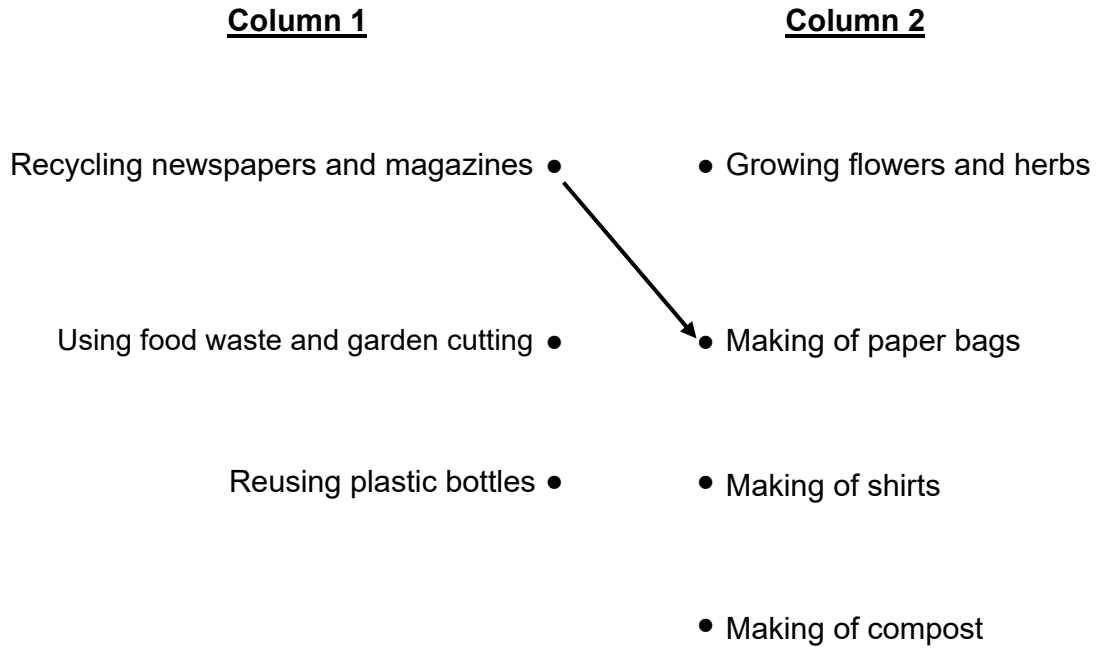 Column 1
Column 2
Recycling newspapers and magazines
Growing flowers and herbs
Using food waste and garden cutting
Making of paper bags
Reusing plastic bottles
Making of shirts
Making of compost